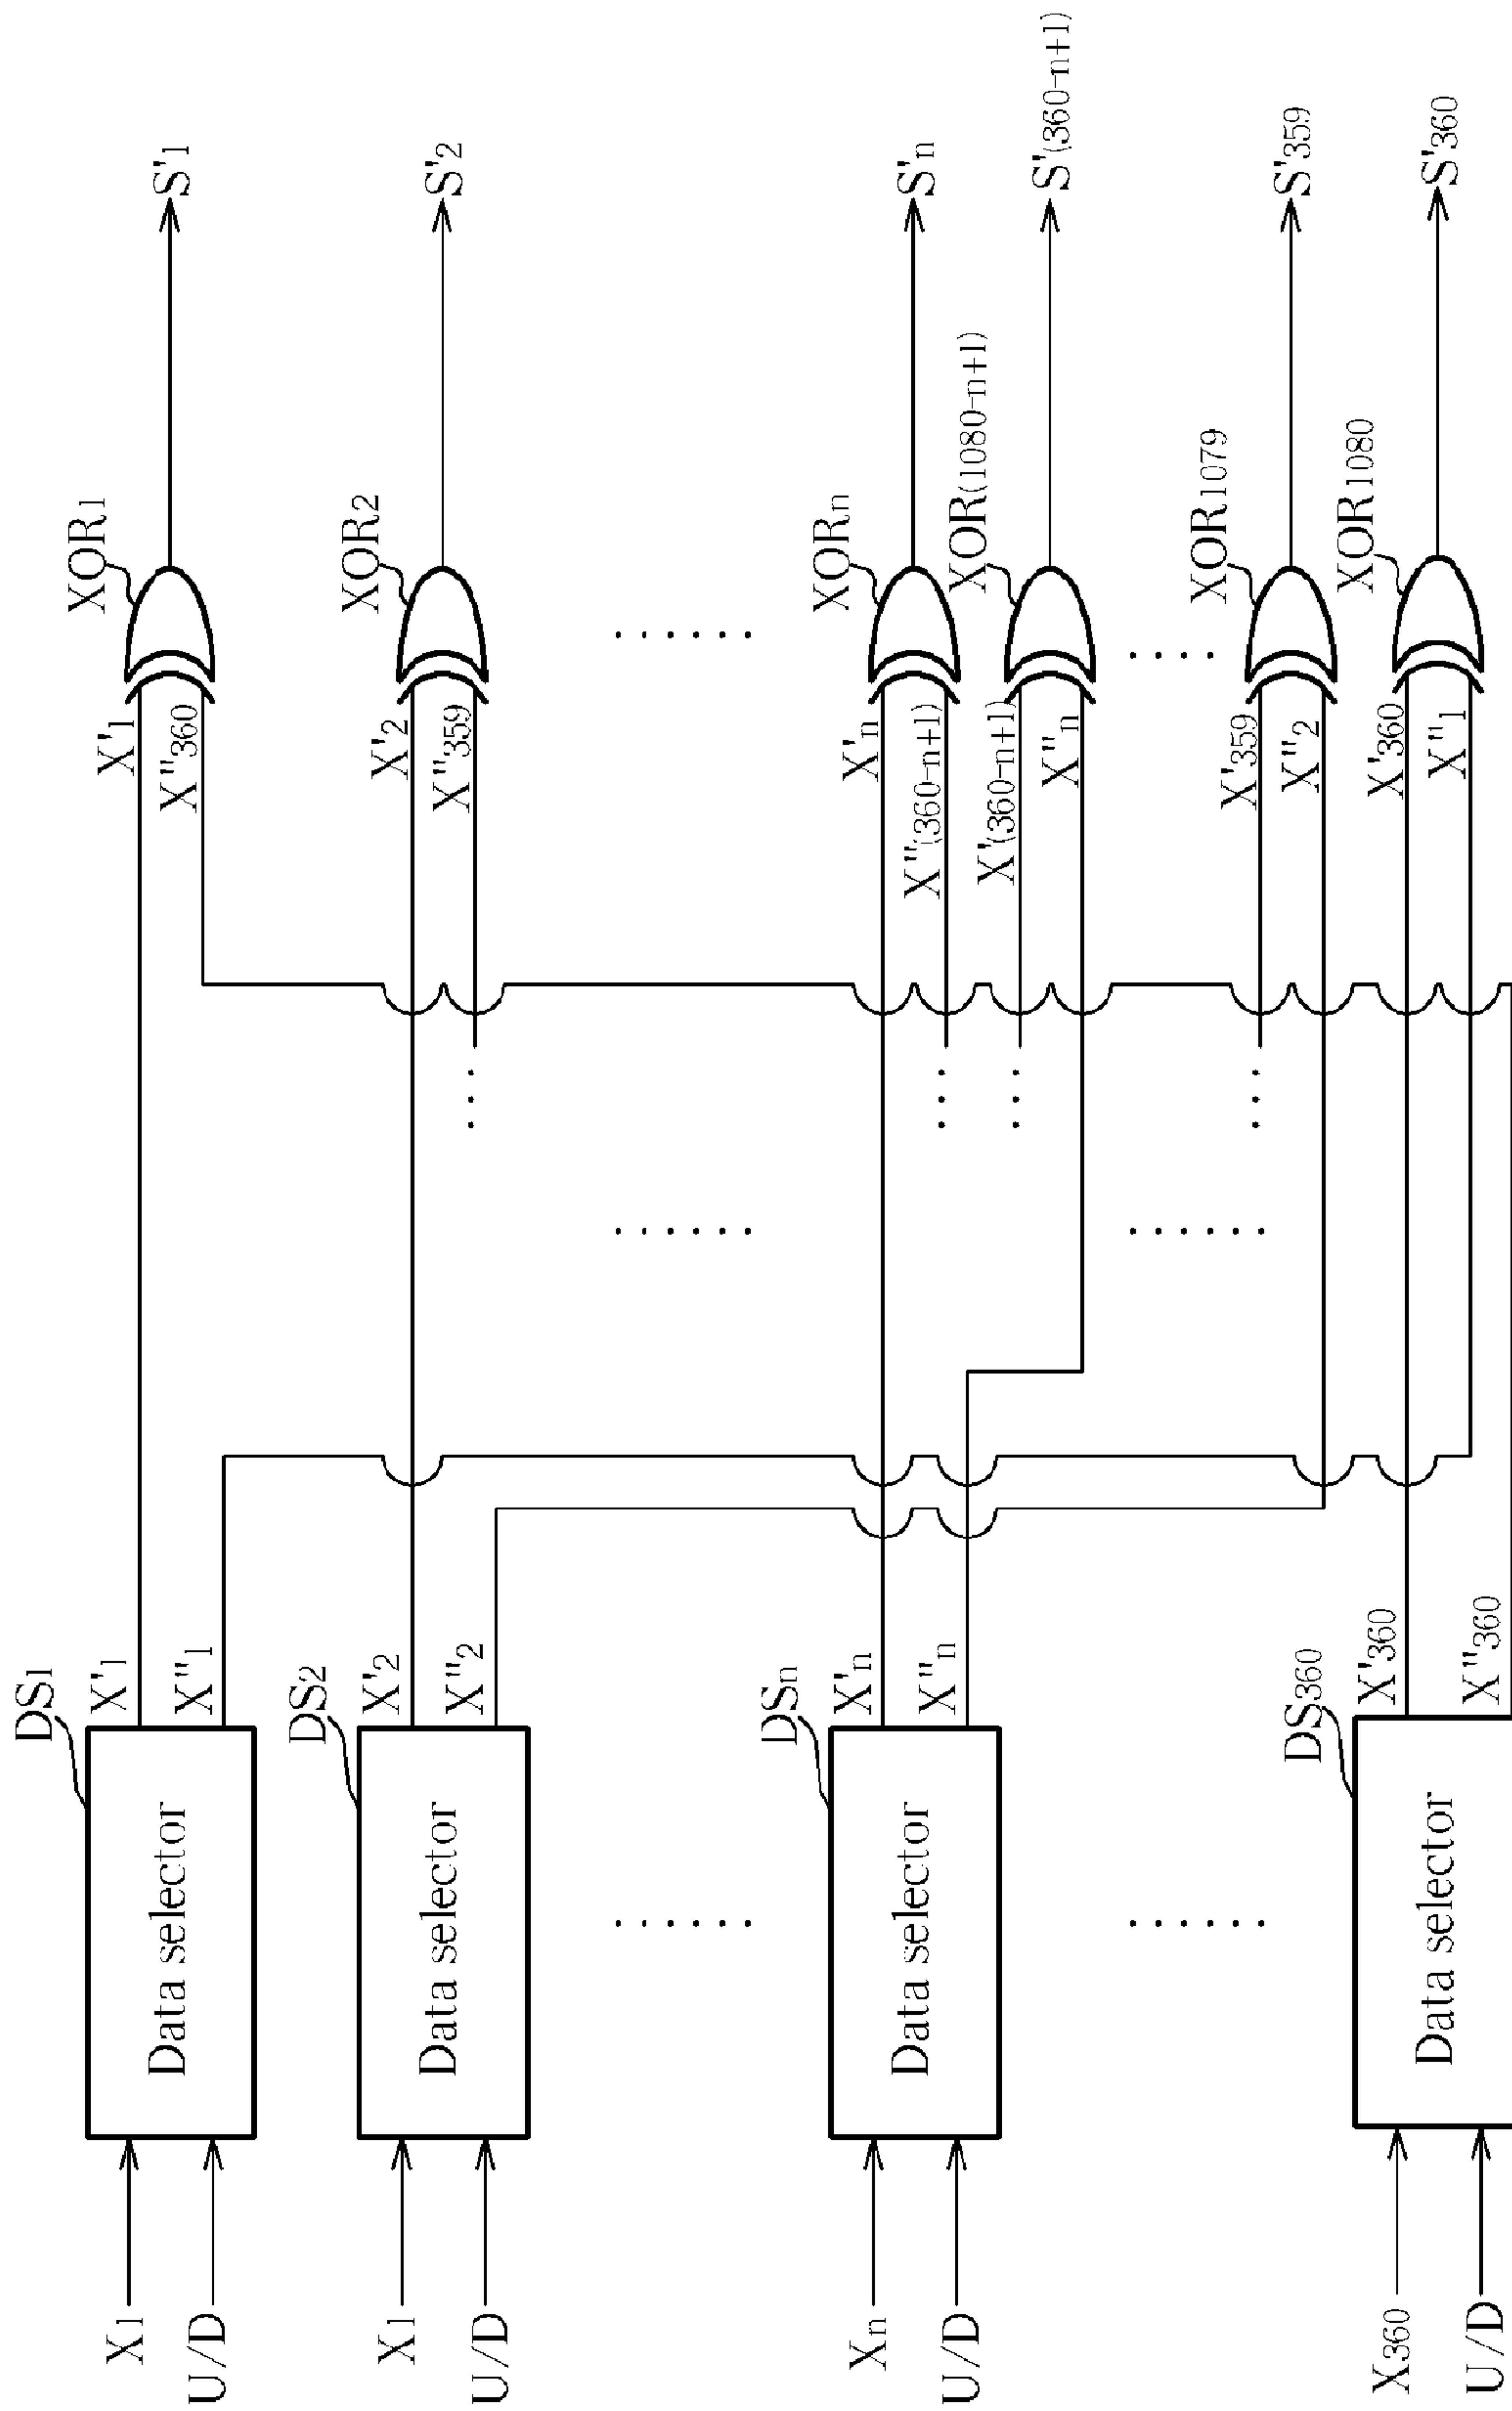 DS1
X1
U/D
Data selector
X'1
X"1
X'1
X"360
XOR1
S'1
DS2
X1
U/D
Data selector
X'2
X"2
X'2
X"359
XOR2
S'2
DSn
Xn
U/D
Data selector
X'n
X"n
X'n
X"(360-n+1)
XORn
S'n
X'(360-n+1)
X"n
XOR(1080-n+1)
S'(360-n+1)
X'359
X"2
XOR1079
S'359
DS360
X360
U/D
Data selector
X'360
X"360
X'360
X"1
XOR1080
S'360